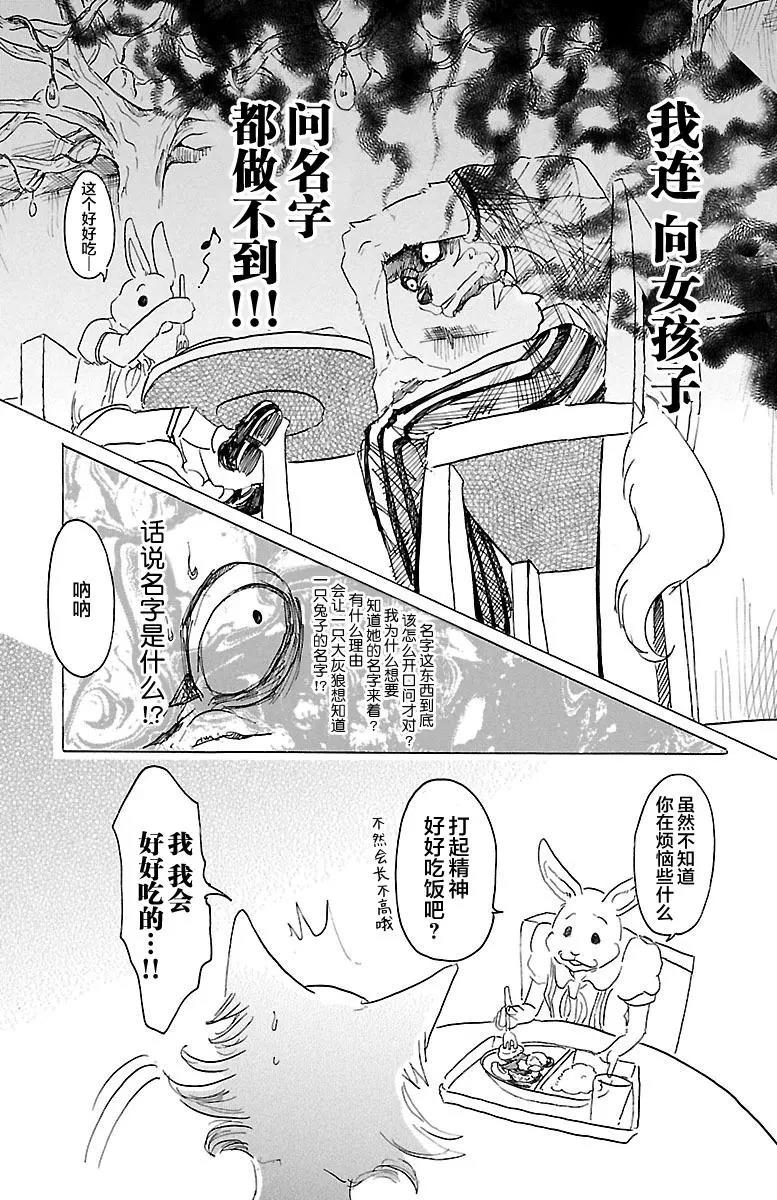 我连 向女孩子
问名字
都做不到!!!
这个好好吃—
名字这东西到底
该怎么开口问才对?
我为什么想要
知道她的名字来着?
有什么理由
会让一只大灰狼想知道
一只兔子的名字!?
话说名字是什么!?
呐呐
虽然不知道
你在烦恼些什么
打起精神
好好吃饭吧?
不然会长不高哦
我 我会
好好吃的…!!